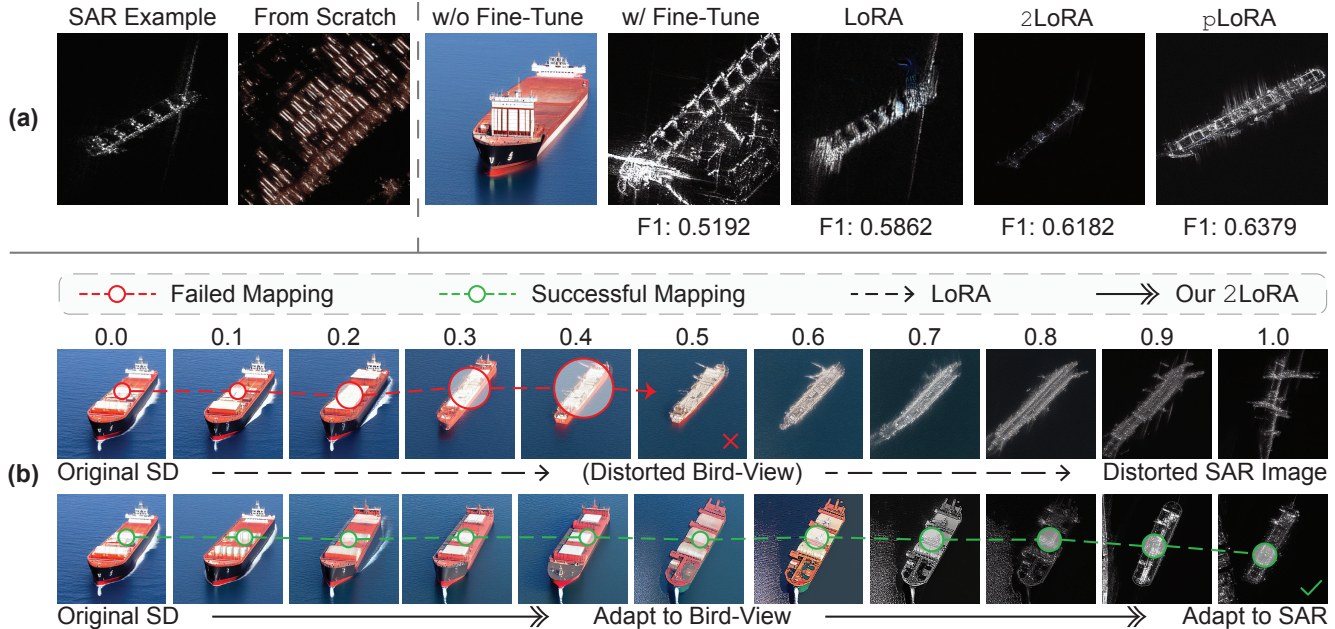 SAR Example From Scratch w/o Fine-Tune w/ Fine-Tune LoRA 2LoRA pLoRA
(a)
F1: 0.5192 F1: 0.5862 F1: 0.6182 F1: 0.6379
Failed Mapping Successful Mapping LoRA Our 2LoRA
0.0 0.1 0.2 0.3 0.4 0.5 0.6 0.7 0.8 0.9 1.0
(b)
Original SD (Distorted Bird-View) Distorted SAR Image
Original SD Adapt to Bird-View Adapt to SAR